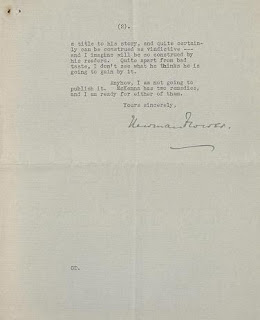 (2).
a title to his story, and quite certain-
ly can be construed as vindictive ---
and I imagine will be so construed by
his readers. Quite apart from bad
taste, I don't see what he thinks he is
going to gain by it.
Anyhow, I am not going to
publish it. McKenna has two remedies,
and I am ready for either of them.
Yours sincerely,
Newman Flower.